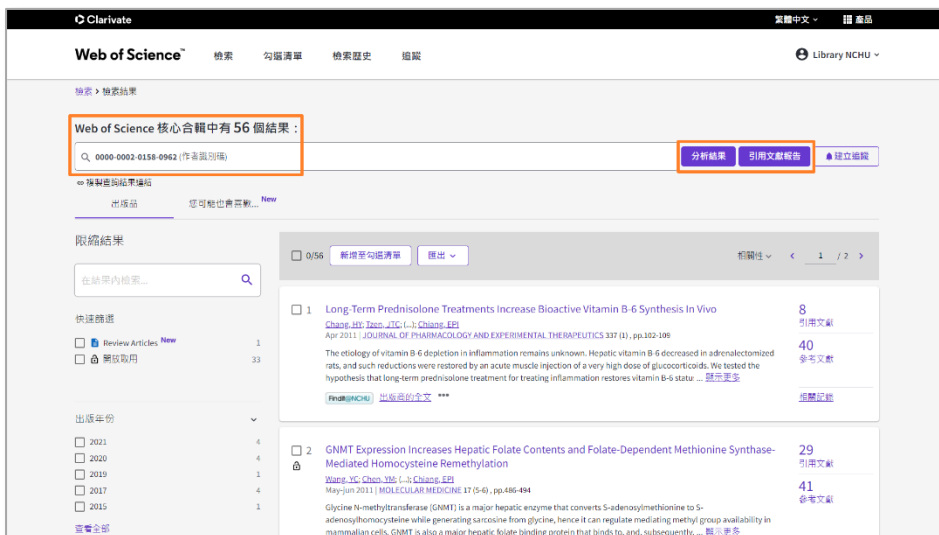 Clarivate
繁體中文
產品
Web of Science™
檢索
勾選清單
檢索歷史
追蹤
Library NCHU
檢索 > 檢索結果
Web of Science 核心合輯中有 56 個結果：
0000-0002-0158-0962 (作者識別碼)
分析結果
引用文獻報告
建立追蹤
複製查詢結果連結
出版品
您可能也會喜歡... New
限縮結果
0/56
新增至勾選清單
匯出
相關性
1 / 2
在結果內檢索...
快速篩選
Review Articles New 1
開放取用 33
出版年份
2021 4
2020 4
2019 1
2017 4
2015 1
查看全部
1
Long-Term Prednisolone Treatments Increase Bioactive Vitamin B-6 Synthesis In Vivo
Chang, HY; Tzen, JTC; (...); Chiang, EPI
Apr 2011 | JOURNAL OF PHARMACOLOGY AND EXPERIMENTAL THERAPEUTICS 337 (1) , pp.102-109
The etiology of vitamin B-6 depletion in inflammation remains unknown. Hepatic vitamin B-6 decreased in adrenalectomized
rats, and such reductions were restored by an acute muscle injection of a very high dose of glucocorticoids. We tested the
hypothesis that long-term prednisolone treatment for treating inflammation restores vitamin B-6 statu: ... 顯示更多
Findit@NCHU 出版商的全文 •••
8
引用文獻
40
參考文獻
相關記錄
2
GNMT Expression Increases Hepatic Folate Contents and Folate-Dependent Methionine Synthase-
Mediated Homocysteine Remethylation
Wang, YC; Chen, YM; (...); Chiang, EPI
May-jun 2011 | MOLECULAR MEDICINE 17 (5-6) , pp.486-494
Glycine N-methyltransferase (GNMT) is a major hepatic enzyme that converts S-adenosylmethionine to S-
adenosylhomocysteine while generating sarcosine from glycine, hence it can regulate mediating methyl group availability in
mammalian cells. GNMT is also a major hepatic folate binding protein that binds to, and, subsequently, ... 顯示更多
29
引用文獻
41
參考文獻